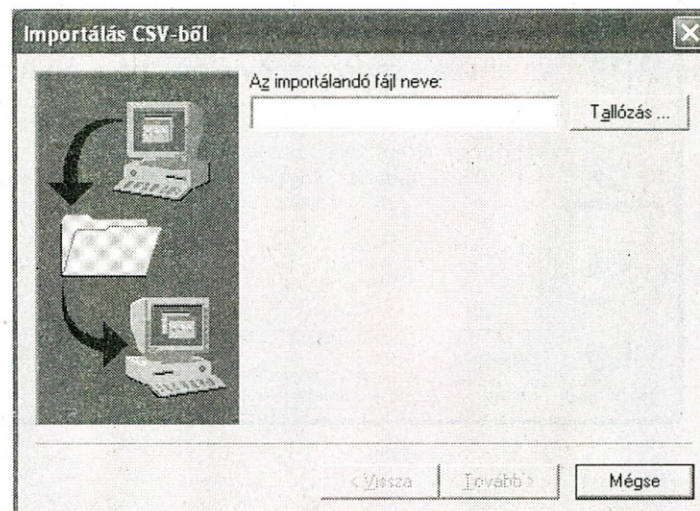 Importálás CSV-ből
Az importálandó fájl neve:
Tallózás ...
< Vissza
Tovább >
Mégse